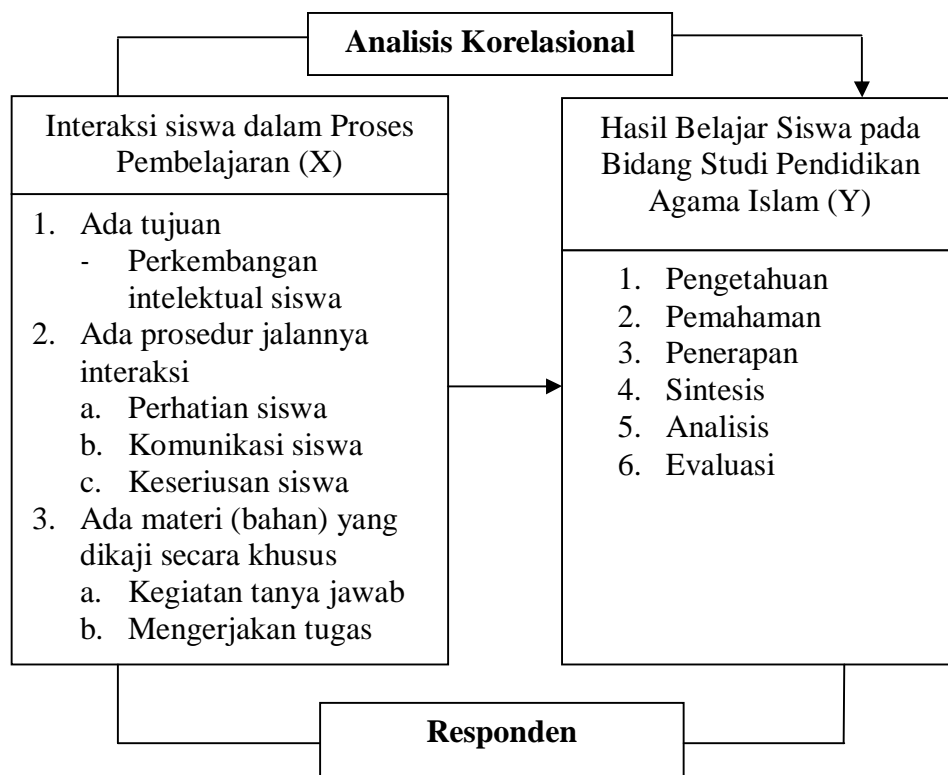 Analisis Korelasional
Interaksi siswa dalam Proses
Pembelajaran (X)
1. Ada tujuan
- Perkembangan
intelektual siswa
2. Ada prosedur jalannya
interaksi
a. Perhatian siswa
b. Komunikasi siswa
c. Keseriusan siswa
3. Ada materi (bahan) yang
dikaji secara khusus
a. Kegiatan tanya jawab
b. Mengerjakan tugas
Hasil Belajar Siswa pada
Bidang Studi Pendidikan
Agama Islam (Y)
1. Pengetahuan
2. Pemahaman
3. Penerapan
4. Sintesis
5. Analisis
6. Evaluasi
Responden